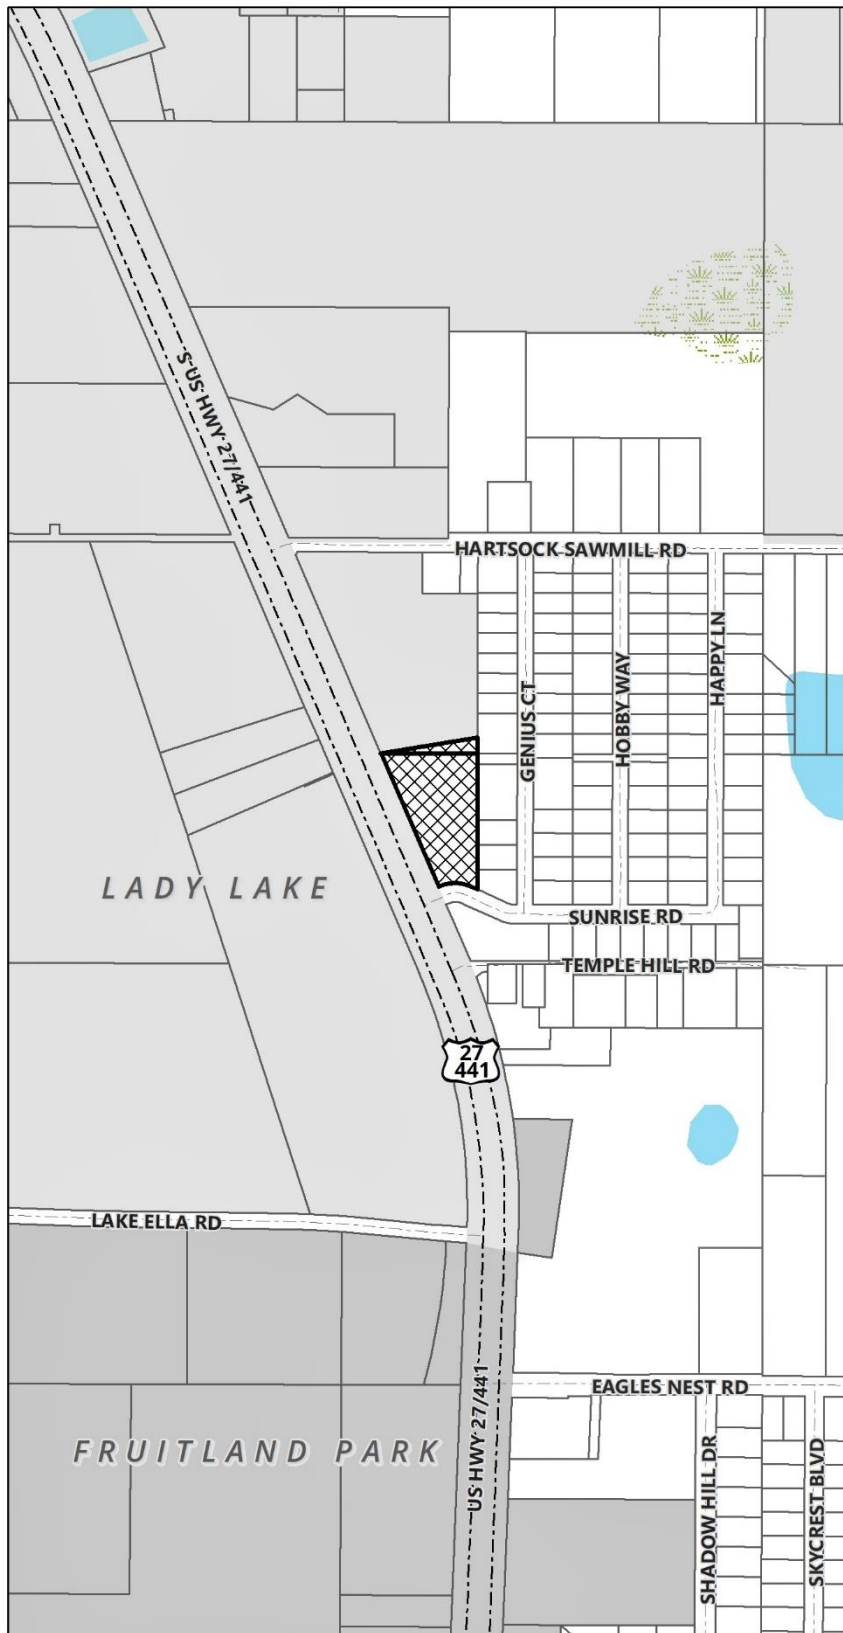 S US HWY 27/441
HARTSOCK SAWMILL RD
GENIUS CT
HOBBY WAY
HAPPY LN
LADY LAKE
SUNRISE RD
TEMPLE HILL RD
27
441
LAKE ELLA RD
EAGLES NEST RD
US HWY 27/441
FRUITLAND PARK
SHADOW HILL DR
SKYCREST BLVD